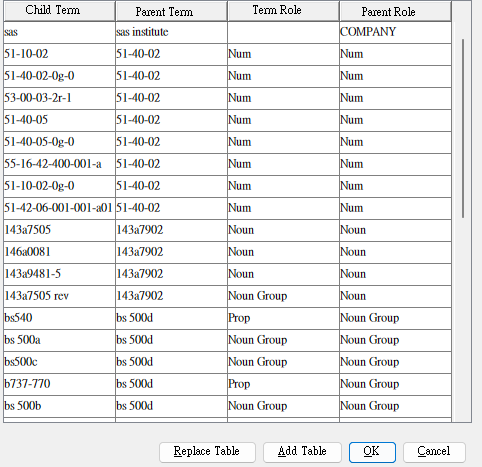 Child Term Parent Term Term Role Parent Role
sas sas institute COMPANY
51-10-02 51-40-02 Num Num
51-40-02-0g-0 51-40-02 Num Num
53-00-03-2r-1 51-40-02 Num Num
51-40-05 51-40-02 Num Num
51-40-05-0g-0 51-40-02 Num Num
55-16-42-400-001-a 51-40-02 Num Num
51-10-02-0g-0 51-40-02 Num Num
51-42-06-001-001-a01 51-40-02 Num Num
143a7505 143a7902 Noun Noun
146a0081 143a7902 Noun Noun
143a9481-5 143a7902 Noun Noun
143a7505 rev 143a7902 Noun Group Noun
bs540 bs 500d Prop Noun Group
bs 500a bs 500d Noun Group Noun Group
bs500c bs 500d Noun Group Noun Group
b737-770 bs 500d Prop Noun Group
bs 500b bs 500d Noun Group Noun Group
Replace Table Add Table OK Cancel